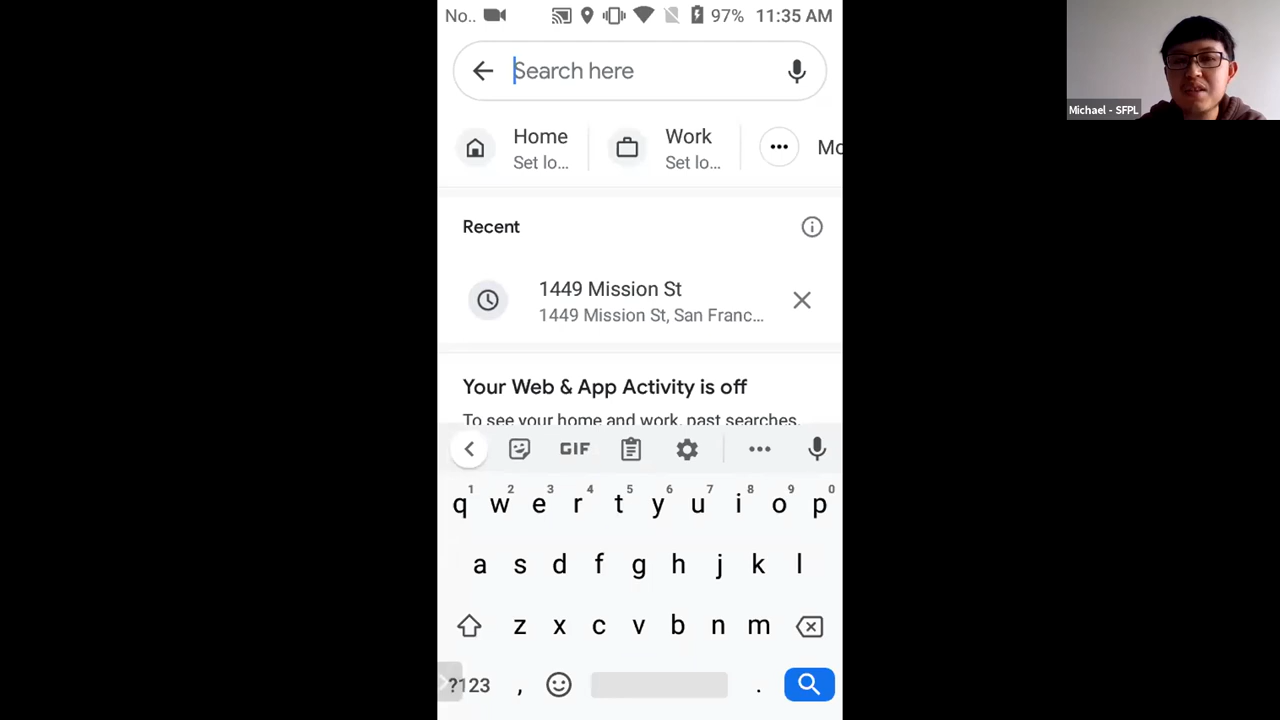 No.. 97% 11:35 AM
Search here
Home
Set lo...
Work
Set lo...
Mo
Recent
1449 Mission St
1449 Mission St, San Franc...
Your Web & App Activity is off
To see your home and work, past searches,
GIF
1 2 3 4 5 6 7 8 9 0
q w e r t y u i o p
a s d f g h j k l
z x c v b n m
?123 , .
Michael - SFPL